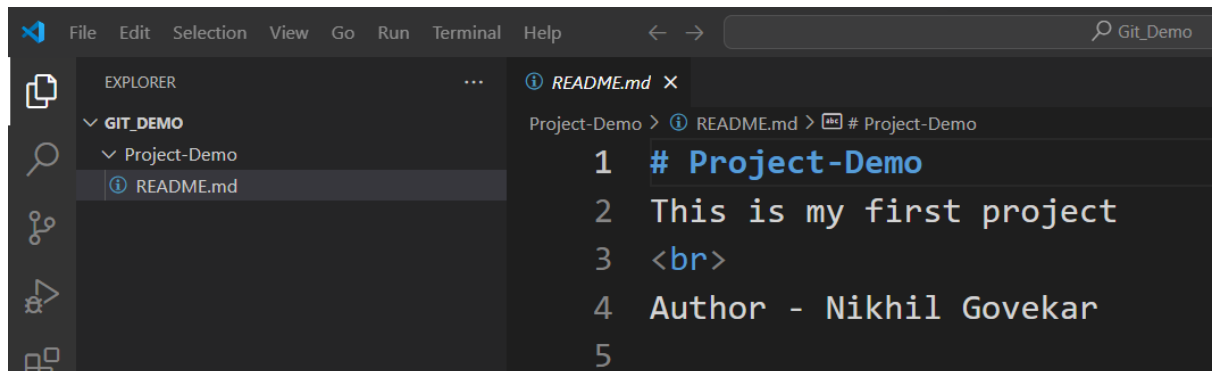 File Edit Selection View Go Run Terminal Help
Git_Demo
EXPLORER ...
GIT_DEMO
Project-Demo
README.md
README.md
Project-Demo > README.md > # Project-Demo
1 # Project-Demo
2 This is my first project
3 <br>
4 Author - Nikhil Govekar
5